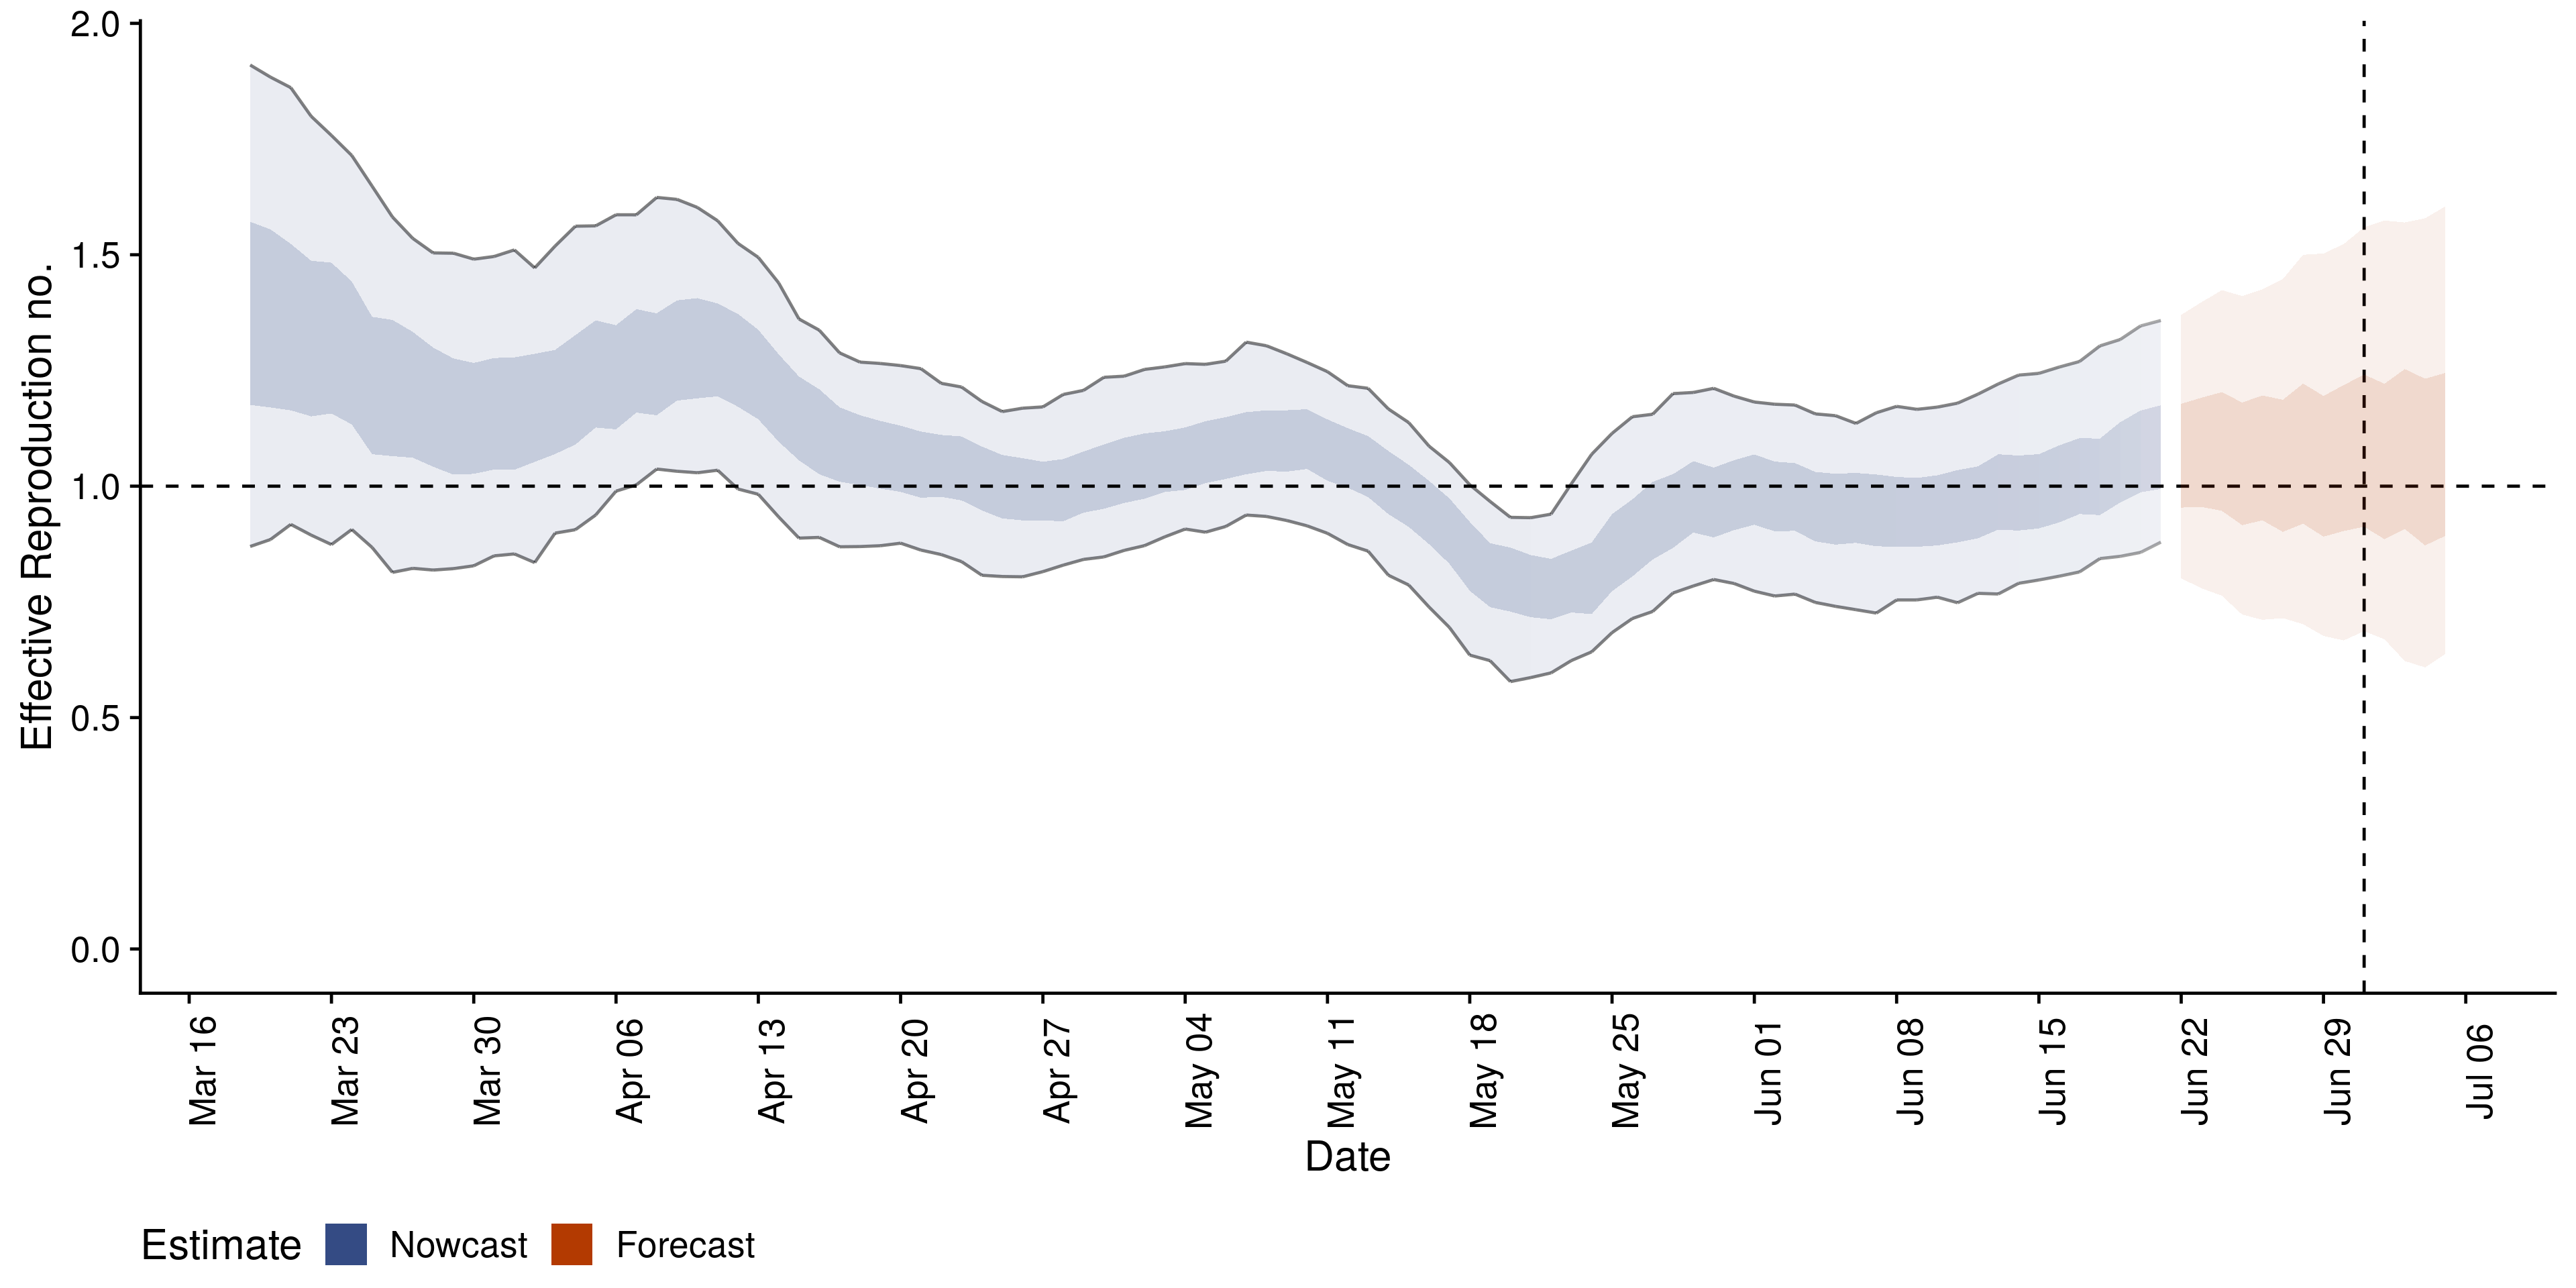 Effective Reproduction no.
2.0
1.5
1.0
0.5
0.0
Mar 16
Mar 23
Mar 30
Apr 06
Apr 13
Apr 20
Apr 27
May 04
May 11
May 18
May 25
Jun 01
Jun 08
Jun 15
Jun 22
Jun 29
Jul 06
Date
Estimate Nowcast Forecast